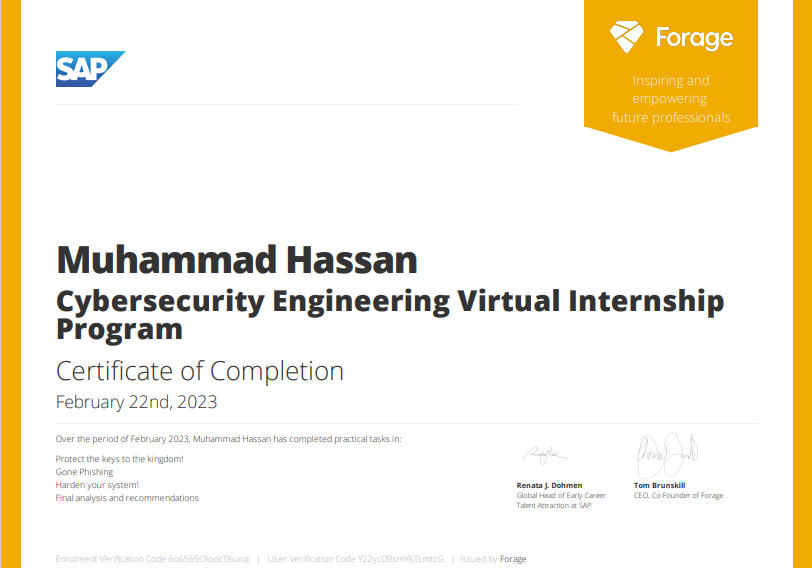 SAP
Forage
Inspiring and
empowering
future professionals
Muhammad Hassan
Cybersecurity Engineering Virtual Internship
Program
Certificate of Completion
February 22nd, 2023
Over the period of February 2023, Muhammad Hassan has completed practical tasks in:
Protect the keys to the kingdom!
Gone Phishing
Harden your system!
Final analysis and recommendations
Renata J. Dohmen
Global Head of Early Career
Talent Attraction at SAP
Tom Brunskill
CEO, Co-Founder of Forage
Enrolment Verification Code 6o6565CXoocT8uxqt | User Verification Code Y22ycD9smY6TLmtcG | Issued by Forage